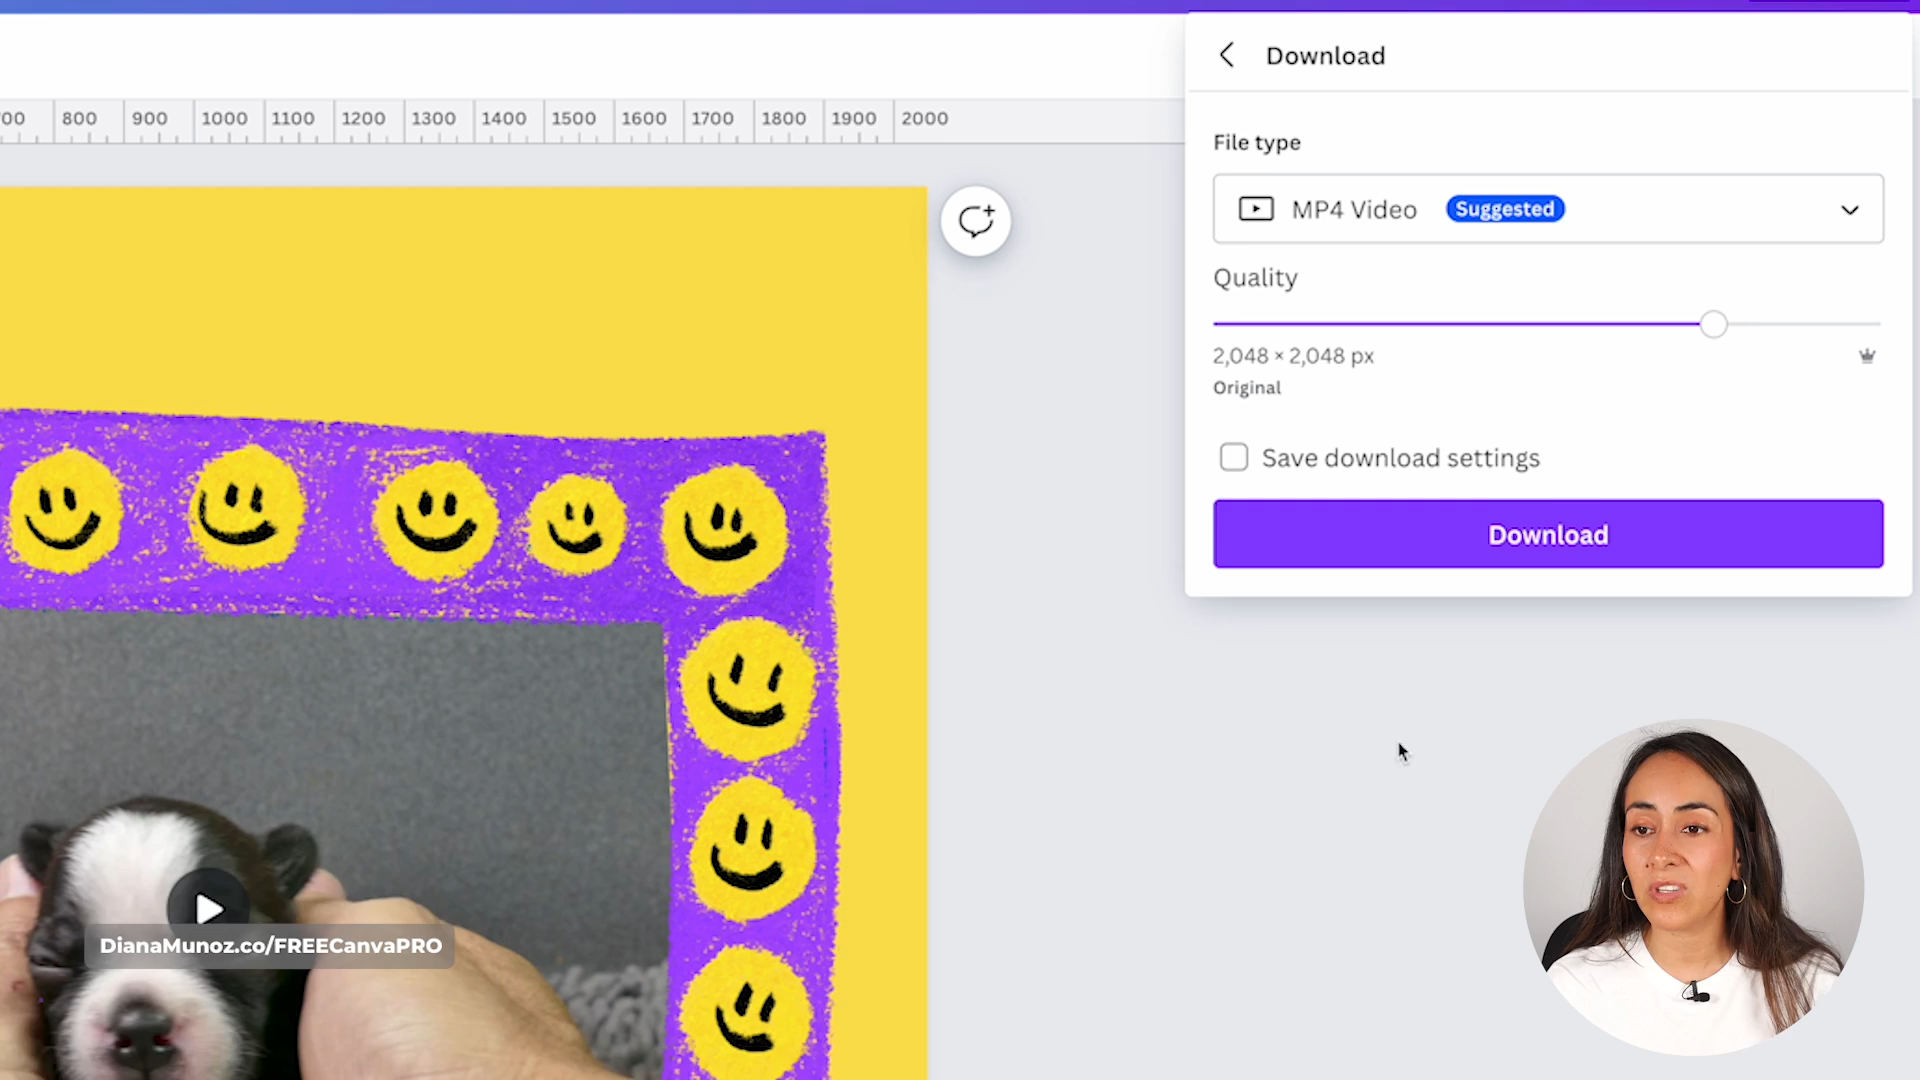 Download
800 900 1000 1100 1200 1300 1400 1500 1600 1700 1800 1900 2000
File type
MP4 Video Suggested
Quality
2,048 × 2,048 px
Original
Save download settings
Download
DianaMunoz.co/FREECanvaPRO